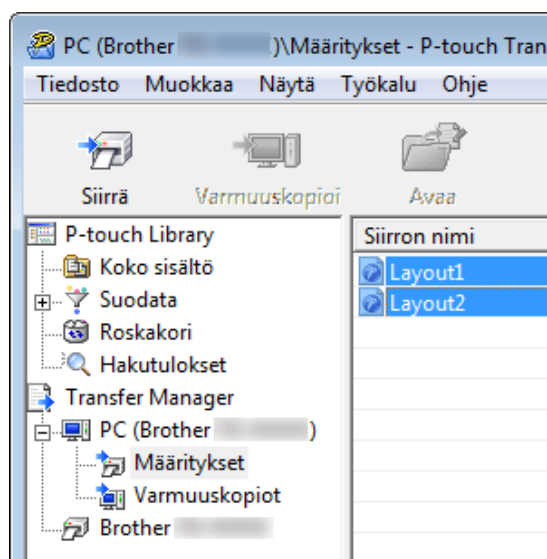 PC (Brother )\Määritykset - P-touch Tran
Tiedosto Muokkaa Näytä Työkalu Ohje
Siirrä Varmuuskopioi Avaa
P-touch Library
Koko sisältö
Suodata
Roskakori
Hakutulokset
Transfer Manager
PC (Brother )
Määritykset
Varmuuskopiot
Brother
Siirron nimi
Layout1
Layout2